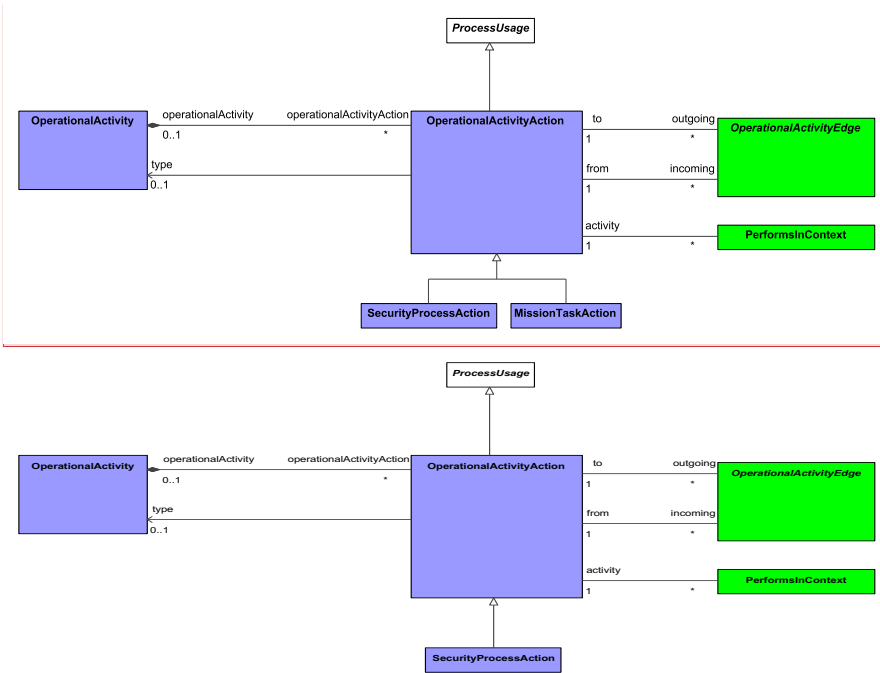 ProcessUsage
OperationalActivity
operationalActivity
operationalActivityAction
0..1
*
type
0..1
OperationalActivityAction
to
outgoing
1
*
from
incoming
1
*
activity
1
*
OperationalActivityEdge
PerformsInContext
SecurityProcessAction
MissionTaskAction
ProcessUsage
OperationalActivity
operationalActivity
operationalActivityAction
0..1
*
type
0..1
OperationalActivityAction
to
outgoing
1
*
from
incoming
1
*
activity
1
*
OperationalActivityEdge
PerformsInContext
SecurityProcessAction